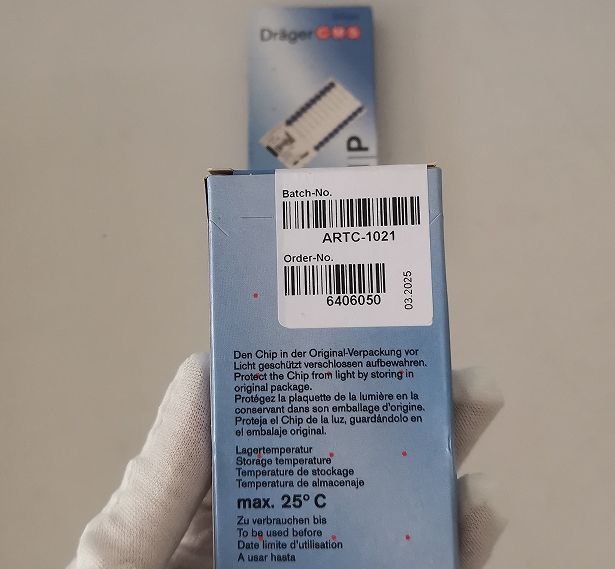 Dräger CMS
IP
Batch-No.
ARTC-1021
Order-No.
6406050
03.2025
Den Chip in der Original-Verpackung vor
Licht geschützt verschlossen aufbewahren.
Protect the Chip from light by storing in
original package.
Protégez la plaquette de la lumière en la
conservant dans son emballage d'origine.
Proteja el Chip de la luz, guardándolo en
el embalaje original.
Lagertemperatur
Storage temperature
Temperature de stockage
Temperatura de almacenaje
max. 25° C
Zu verbrauchen bis
To be used before
Date limite d'utilisation
A usar hasta